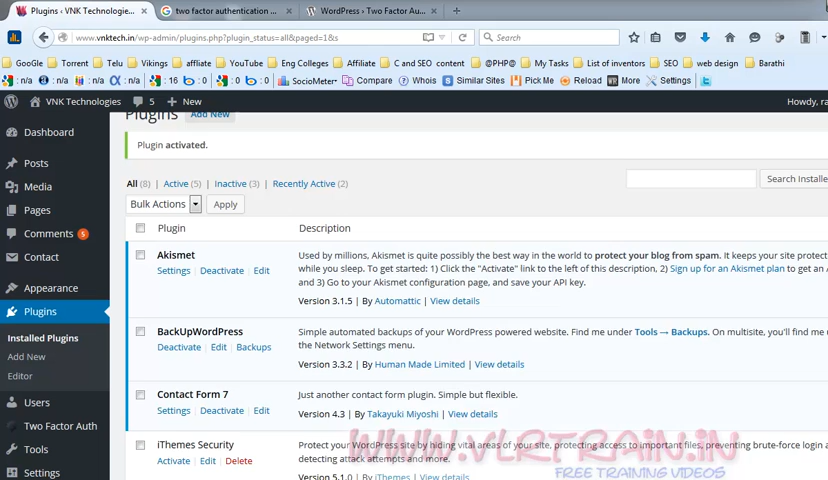 Plugins ‹ VNK Technologie... ×
two factor authentication ... ×
WordPress › Two Factor Au... × +
www.vnktech.in/wp-admin/plugins.php?plugin_status=all&paged=1&s
Search
GooGle Torrent Telu Vikings affliate YouTube Eng Colleges Affiliate C and SEO content @PHP@ My Tasks List of inventors SEO web design Barathi
: n/a : n/a : n/a : n/a : 16 : 0 SocioMeter Compare Whois Similar Sites Pick Me Reload More Settings
VNK Technologies 5 + New Howdy, ra
Plugins Add New
Dashboard
Posts
Media
Pages
Comments 5
Contact
Appearance
Plugins
Installed Plugins
Add New
Editor
Users
Two Factor Auth
Tools
Settings
Plugin activated.
All (8) | Active (5) | Inactive (3) | Recently Active (2)
Search Installe
Bulk Actions Apply
Plugin Description
Akismet
Settings | Deactivate | Edit
Used by millions, Akismet is quite possibly the best way in the world to protect your blog from spam. It keeps your site protec
while you sleep. To get started: 1) Click the "Activate" link to the left of this description, 2) Sign up for an Akismet plan to get an
and 3) Go to your Akismet configuration page, and save your API key.
Version 3.1.5 | By Automattic | View details
BackUpWordPress
Deactivate | Edit | Backups
Simple automated backups of your WordPress powered website. Find me under Tools → Backups. On multisite, you'll find me
the Network Settings menu.
Version 3.3.2 | By Human Made Limited | View details
Contact Form 7
Settings | Deactivate | Edit
Just another contact form plugin. Simple but flexible.
Version 4.3 | By Takayuki Miyoshi | View details
iThemes Security
Activate | Edit | Delete
Protect your WordPress site by hiding vital areas of your site, protecting access to important files, preventing brute-force login a
detecting attack attempts and more.
Version 5.1.0 | By iThemes | View details
WWW.VLRTRAIN.IN
FREE TRAINING VIDEOS